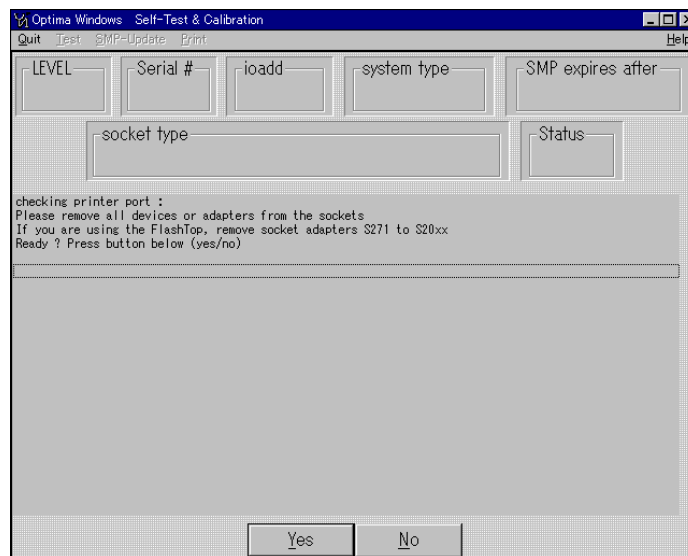 Optima Windows Self-Test & Calibration
Quit Test SMP-Update Print Help
LEVEL Serial # ioadd system type SMP expires after
socket type Status
checking printer port :
Please remove all devices or adapters from the sockets
If you are using the FlashTop, remove socket adapters S271 to S20xx
Ready ? Press button below (yes/no)
Yes No